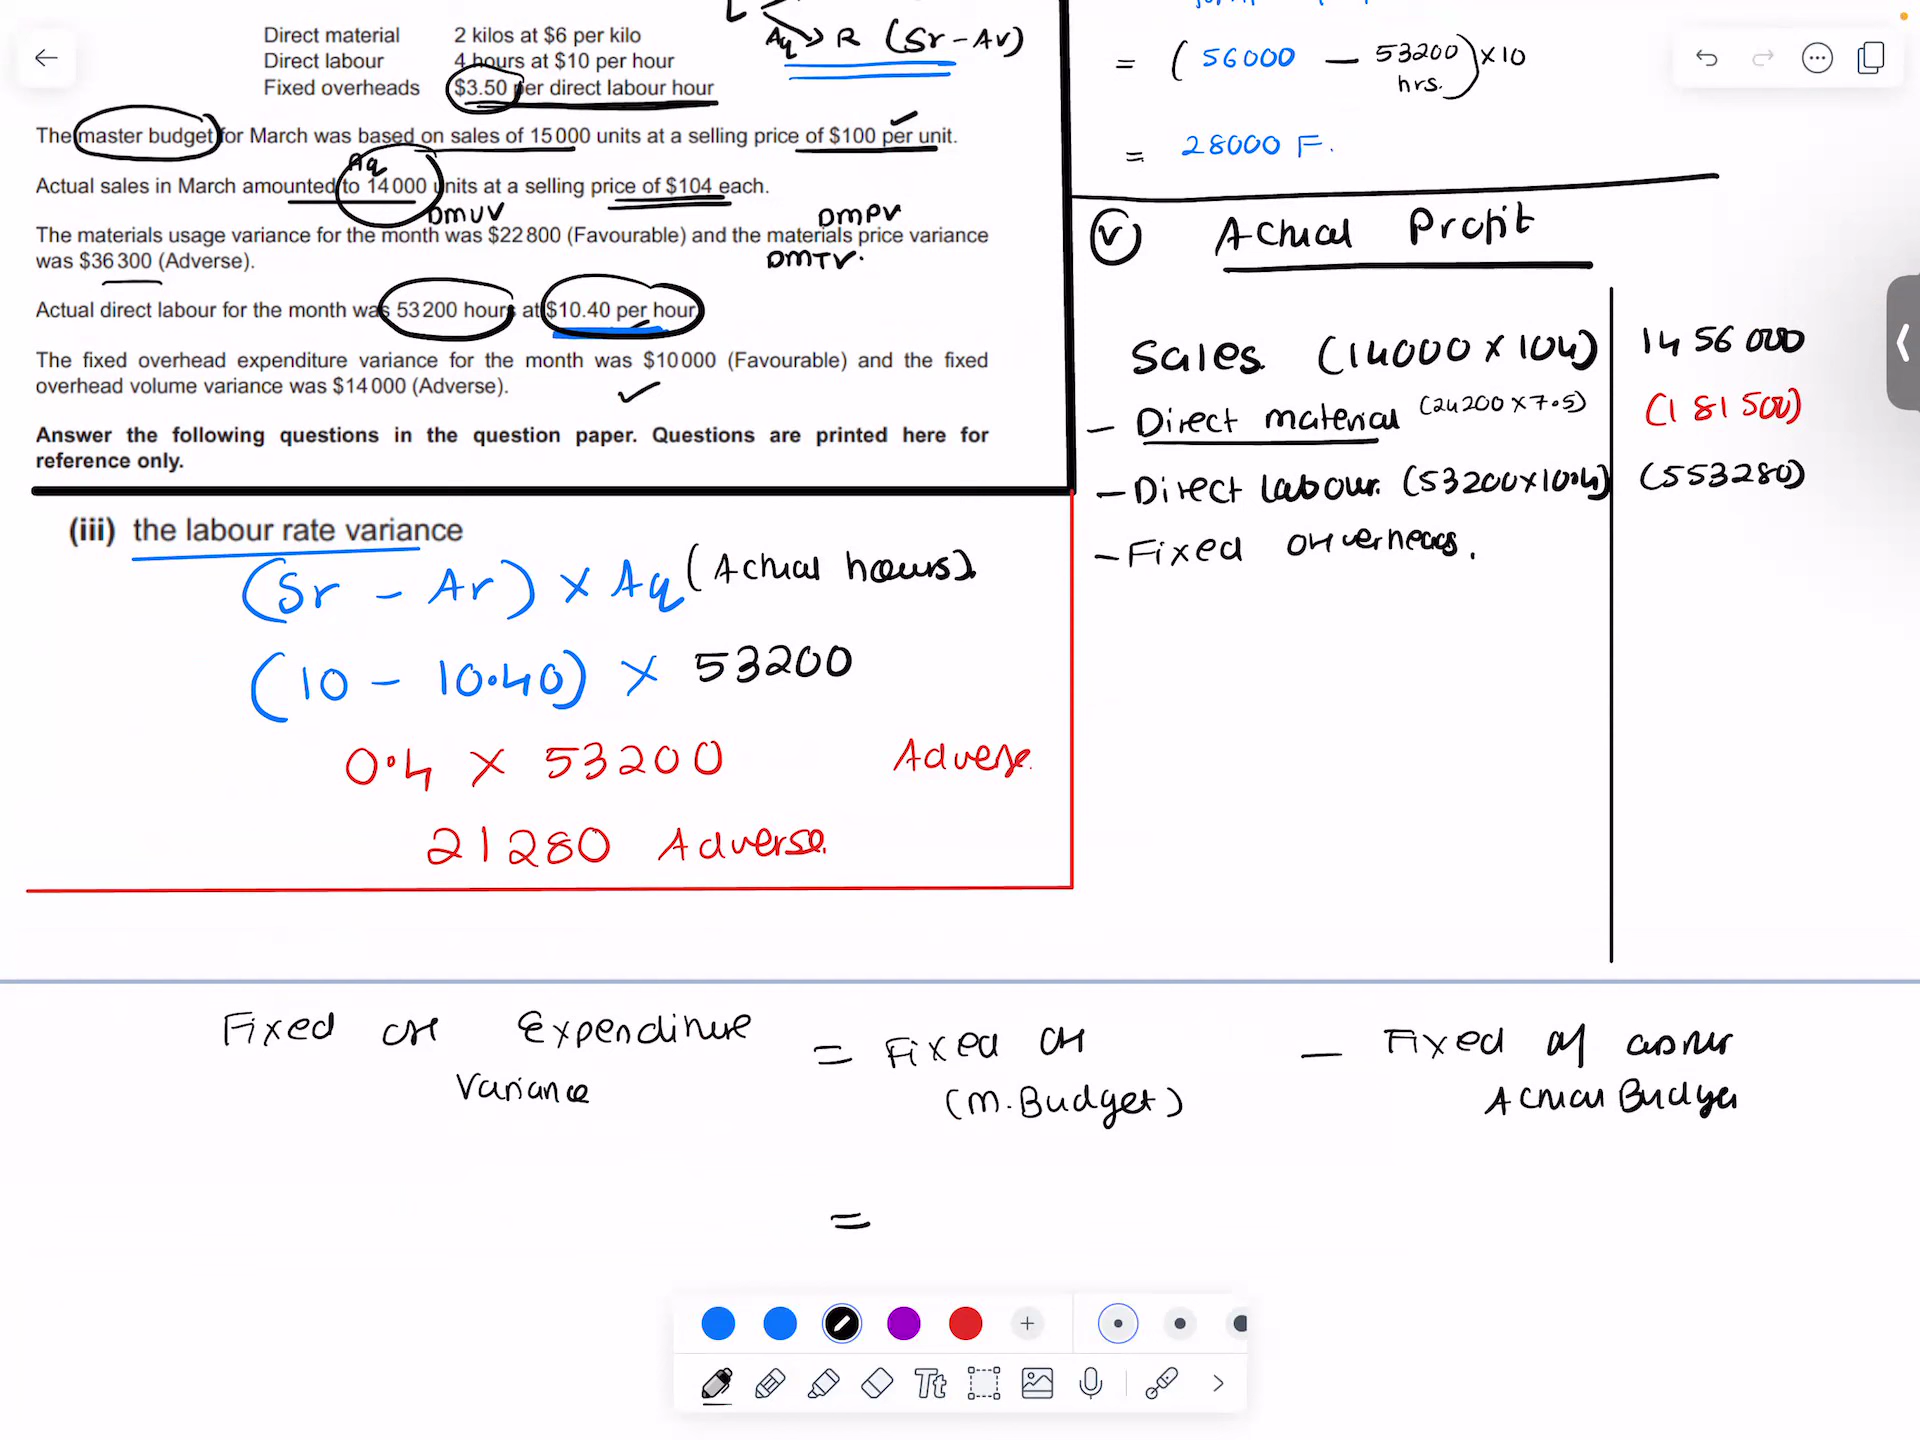 Direct material 2 kilos at $6 per kilo
Direct labour 4 hours at $10 per hour
Fixed overheads $3.50 per direct labour hour
Aq > R (Sr - Ar)
The master budget for March was based on sales of 15 000 units at a selling price of $100 per unit.
Aq
Actual sales in March amounted to 14 000 units at a selling price of $104 each.
DMUV DMPV
The materials usage variance for the month was $22 800 (Favourable) and the materials price variance
was $36 300 (Adverse).
DMTV.
Actual direct labour for the month was 53 200 hours at $10.40 per hour
The fixed overhead expenditure variance for the month was $10 000 (Favourable) and the fixed
overhead volume variance was $14 000 (Adverse).
Answer the following questions in the question paper. Questions are printed here for
reference only.
(iii) the labour rate variance
(Sr - Ar) × Aq (Actual hours).
(10 - 10.40) × 53200
0.4 × 53200 Adverse.
21280 Adverse.
= (56000 - 53200 hrs.) × 10
= 28000 F.
(v) Actual Profit
Sales (14000 × 104) 1456000
- Direct material (24200 × 7.5) (181500)
- Direct labour. (53200×10.4) (553280)
- Fixed overheads.
Fixed OH Expenditure = Fixed OH - Fixed
Variance (M. Budget) Actual Budget
=
Tt